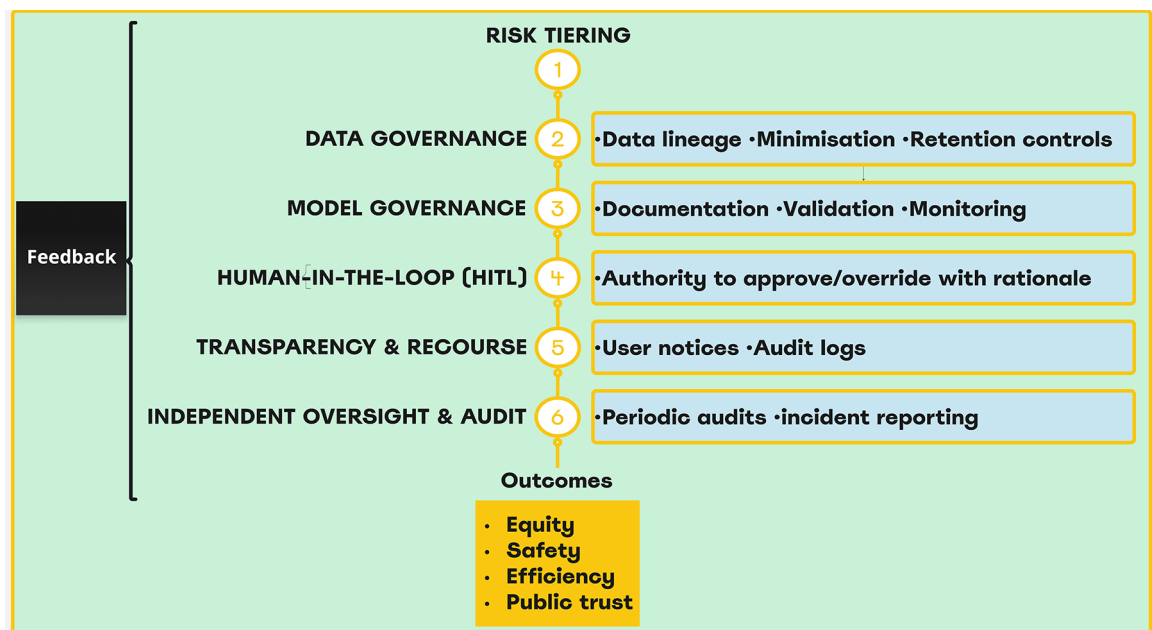 RISK TIERING
1
DATA GOVERNANCE 2 •Data lineage •Minimisation •Retention controls
MODEL GOVERNANCE 3 •Documentation •Validation •Monitoring
Feedback
HUMAN-IN-THE-LOOP (HITL) 4 •Authority to approve/override with rationale
TRANSPARENCY & RECOURSE 5 •User notices •Audit logs
INDEPENDENT OVERSIGHT & AUDIT 6 •Periodic audits •incident reporting
Outcomes
• Equity
• Safety
• Efficiency
• Public trust